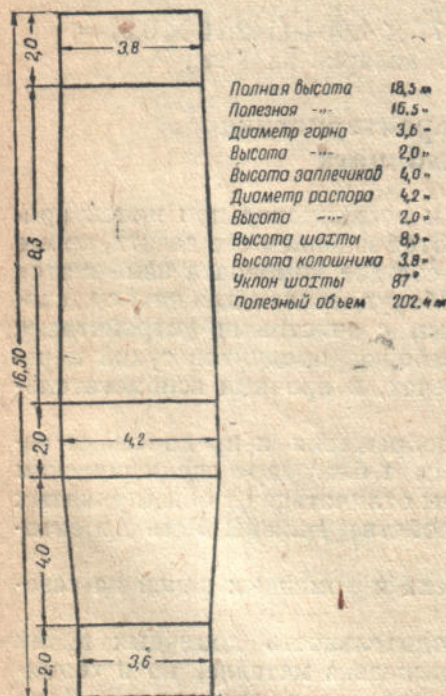 2,0
3,8
Полная высота 18,5 м
Полезная -"- 16.5 -
Диаметр горна 3,6 -
Высота -"- 2,0 "
Высота заплечиков 4,0 "
Диаметр распора 4,2 -
Высота -"- 2,0 "
Высота шахты 8,5 -
Высота колошника 3.8 -
Уклон шахты 87°
Полезный объем 202.4 м
8,5
16,50
2,0
4,2
4,0
2,0
3,6